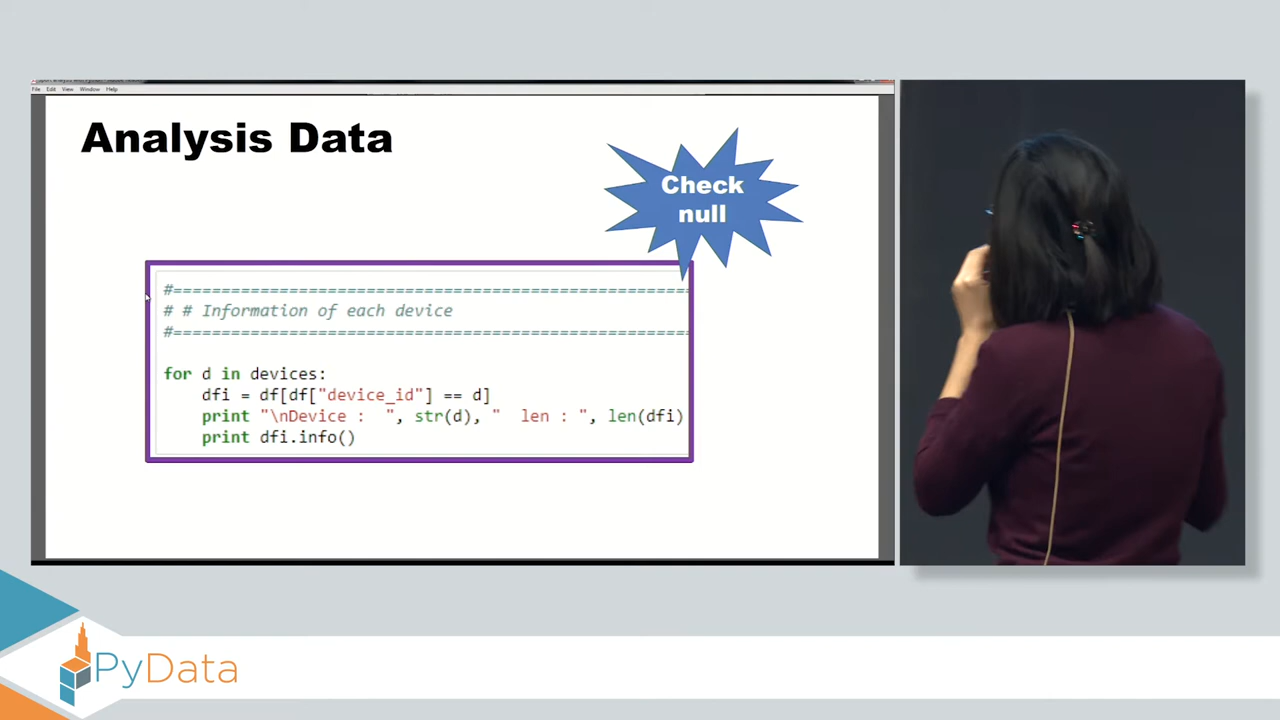 File Edit View Window Help
Analysis Data
Check
null
#======================================================
# # Information of each device
#======================================================
for d in devices:
dfi = df[df["device_id"] == d]
print "\nDevice :  ", str(d), "  len : ", len(dfi)
print dfi.info()
PyData